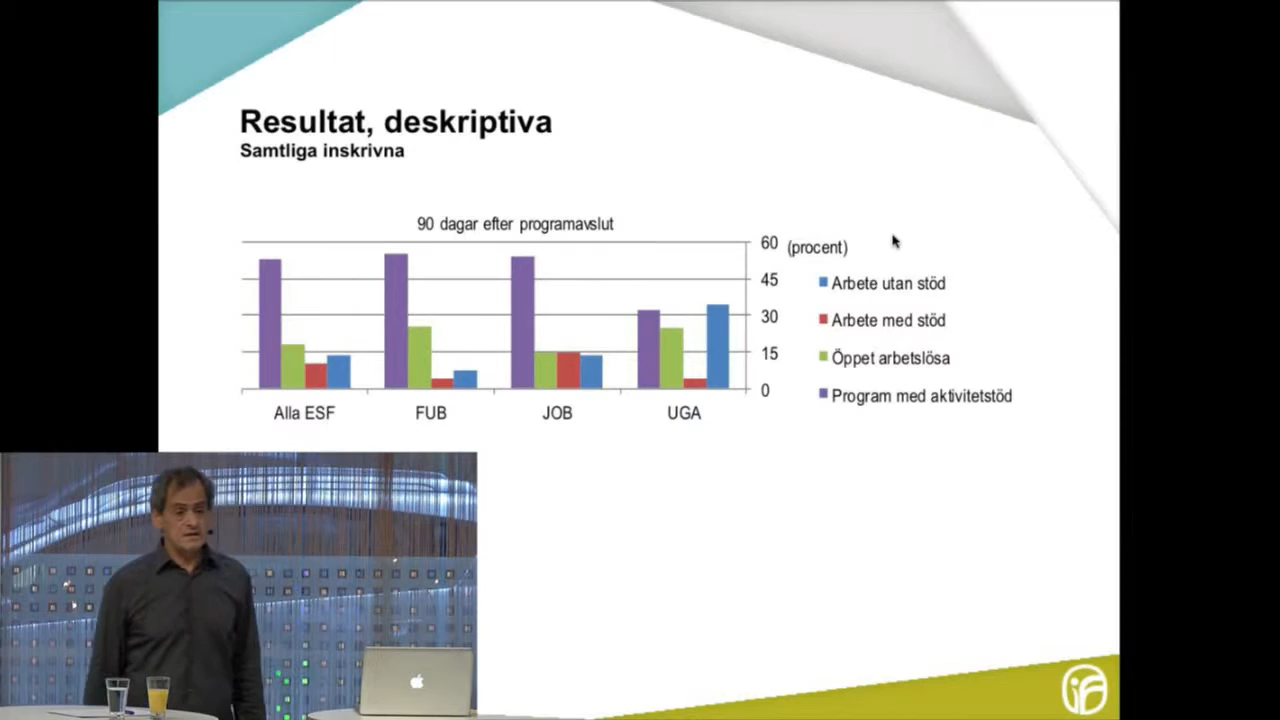 Resultat, deskriptiva
Samtliga inskrivna
90 dagar efter programavslut
60 (procent)
45
30
15
0
Arbete utan stöd
Arbete med stöd
Öppet arbetslösa
Program med aktivitetstöd
Alla ESF FUB JOB UGA